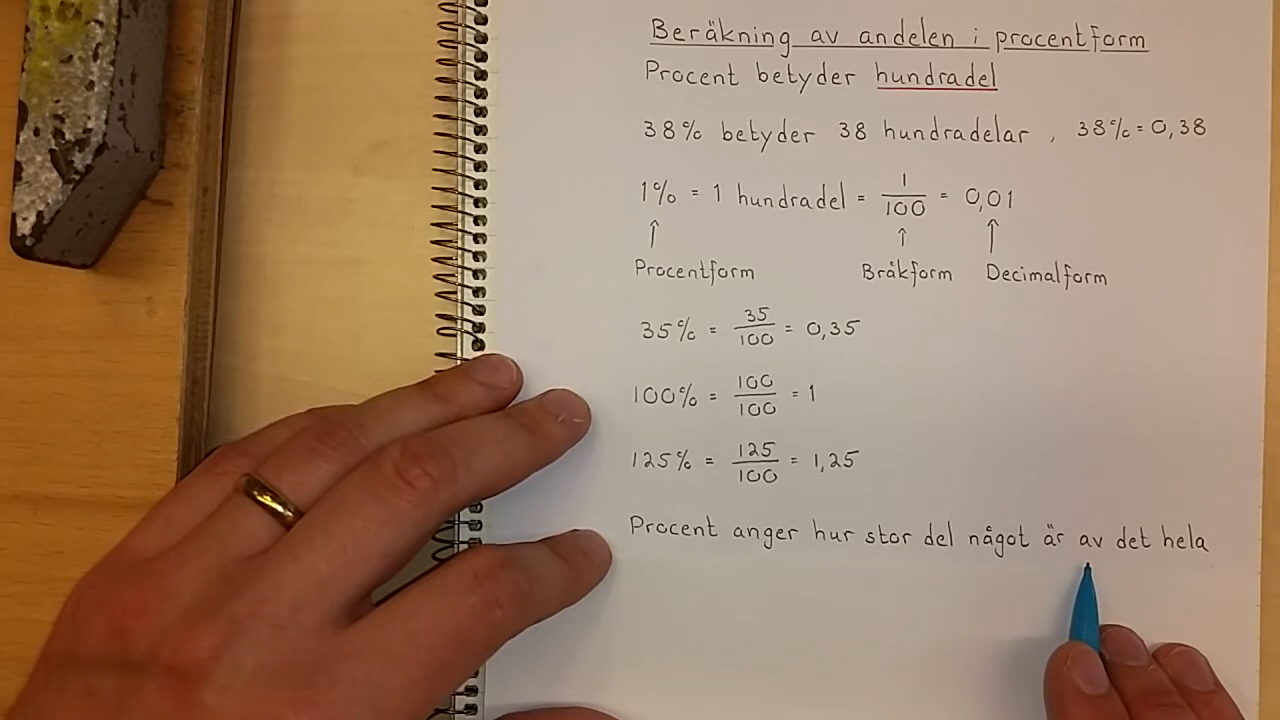 Beräkning av andelen i procentform
Procent betyder hundradel
38% betyder 38 hundradelar , 38% = 0,38
1% = 1 hundradel = 1/100 = 0,01
↑ ↑ ↑
Procentform Bråkform Decimalform
35% = 35/100 = 0,35
100% = 100/100 = 1
125% = 125/100 = 1,25
Procent anger hur stor del något är av det hela